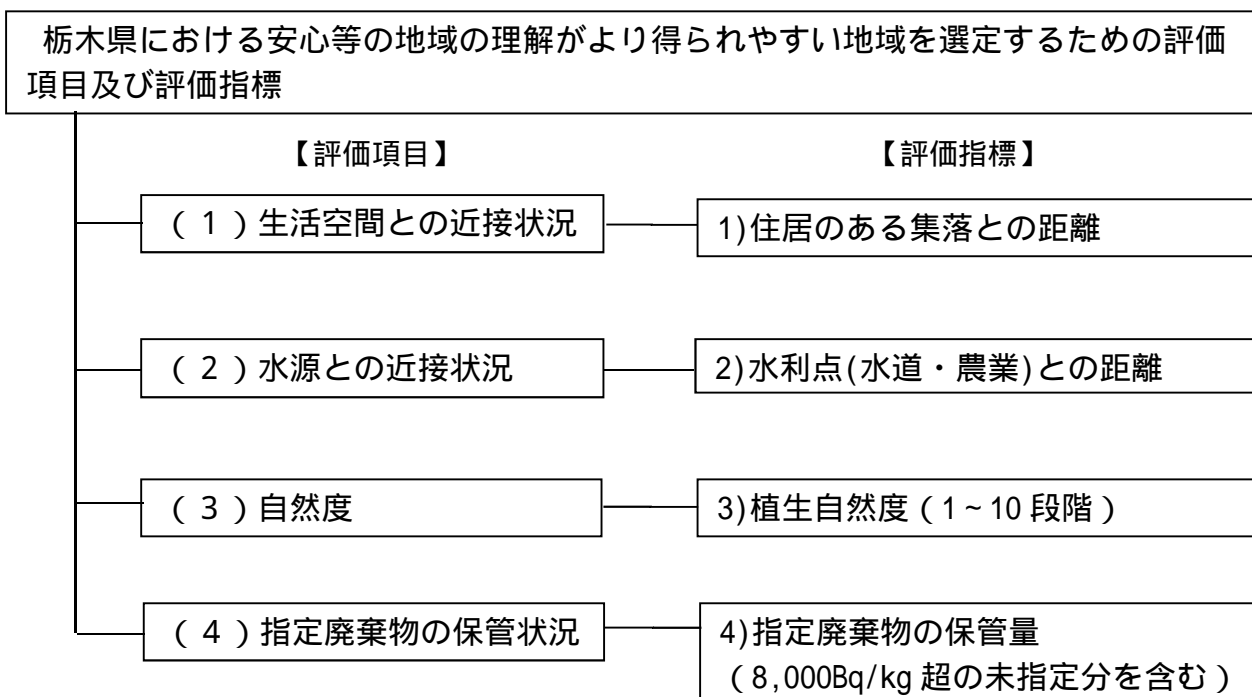 栃木県における安心等の地域の理解がより得られやすい地域を選定するための評価
項目及び評価指標
【評価項目】 【評価指標】
(1)生活空間との近接状況 1)住居のある集落との距離
(2)水源との近接状況 2)水利点(水道・農業)との距離
(3)自然度 3)植生自然度(1~10段階)
(4)指定廃棄物の保管状況 4)指定廃棄物の保管量
(8,000Bq/kg超の未指定分を含む)